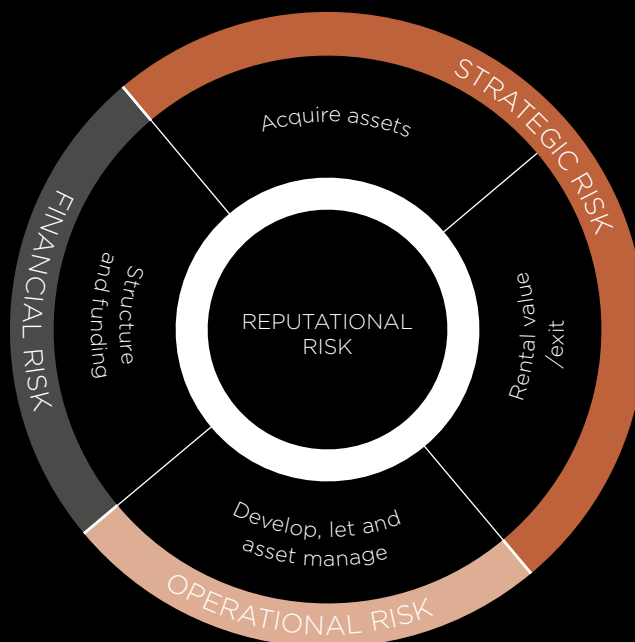 STRATEGIC RISK
Acquire assets
FINANCIAL RISK
Structure
and funding
REPUTATIONAL
RISK
Rental value
/exit
Develop, let and
asset manage
OPERATIONAL RISK